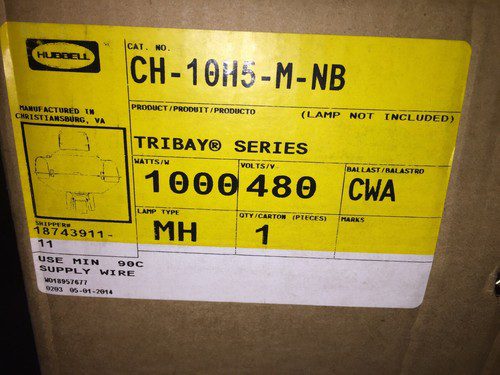 HUBBELL
CAT. NO.
CH-10H5-M-NB
MANUFACTURED IN
CHRISTIANSBURG, VA
PRODUCT/PRODUIT/PRODUCTO
(LAMP NOT INCLUDED)
TRIBAY® SERIES
WATTS/W
VOLTS/V
BALLAST/BALASTRO
1000
480
CWA
LAMP TYPE
QTY/CARTON (PIECES)
MARKS
MH
1
SHIPPER#
18743911-
11
USE MIN 90C
SUPPLY WIRE
WO18957677
0203 05-01-2014